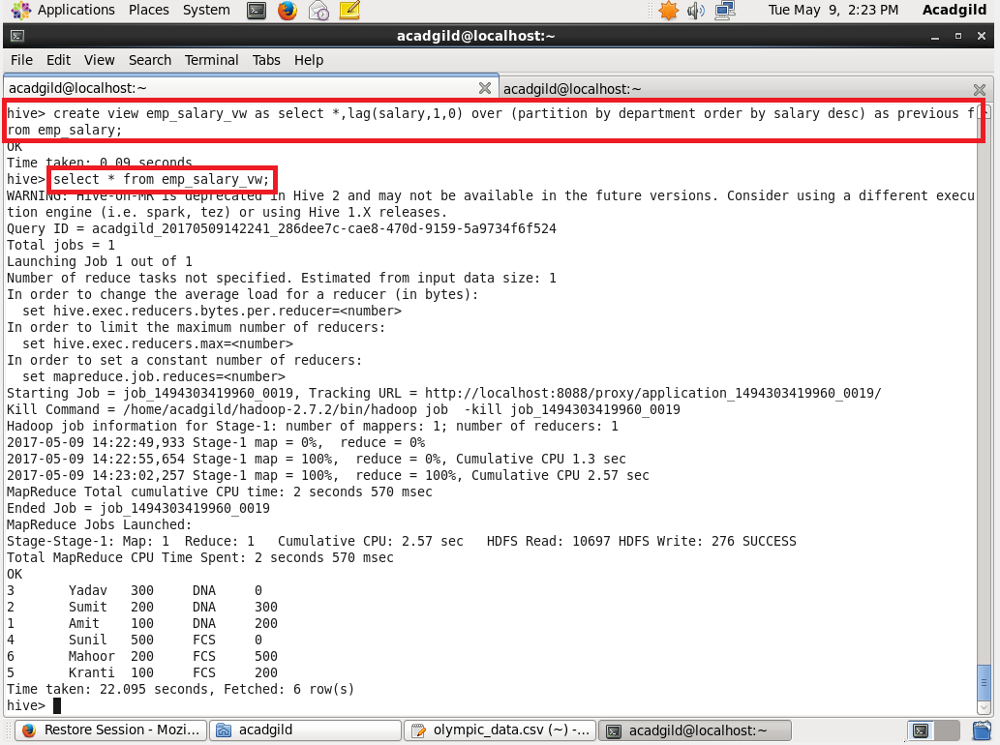 Applications Places System Tue May 9, 2:23 PM Acadgild
acadgild@localhost:~
File Edit View Search Terminal Tabs Help
acadgild@localhost:~ acadgild@localhost:~
hive> create view emp_salary_vw as select *,lag(salary,1,0) over (partition by department order by salary desc) as previous f
rom emp_salary;
OK
Time taken: 0.09 seconds
hive> select * from emp_salary_vw;
WARNING: Hive-on-MR is deprecated in Hive 2 and may not be available in the future versions. Consider using a different execu
tion engine (i.e. spark, tez) or using Hive 1.X releases.
Query ID = acadgild_20170509142241_286dee7c-cae8-470d-9159-5a9734f6f524
Total jobs = 1
Launching Job 1 out of 1
Number of reduce tasks not specified. Estimated from input data size: 1
In order to change the average load for a reducer (in bytes):
  set hive.exec.reducers.bytes.per.reducer=<number>
In order to limit the maximum number of reducers:
  set hive.exec.reducers.max=<number>
In order to set a constant number of reducers:
  set mapreduce.job.reduces=<number>
Starting Job = job_1494303419960_0019, Tracking URL = http://localhost:8088/proxy/application_1494303419960_0019/
Kill Command = /home/acadgild/hadoop-2.7.2/bin/hadoop job  -kill job_1494303419960_0019
Hadoop job information for Stage-1: number of mappers: 1; number of reducers: 1
2017-05-09 14:22:49,933 Stage-1 map = 0%,  reduce = 0%
2017-05-09 14:22:55,654 Stage-1 map = 100%,  reduce = 0%, Cumulative CPU 1.3 sec
2017-05-09 14:23:02,257 Stage-1 map = 100%,  reduce = 100%, Cumulative CPU 2.57 sec
MapReduce Total cumulative CPU time: 2 seconds 570 msec
Ended Job = job_1494303419960_0019
MapReduce Jobs Launched:
Stage-Stage-1: Map: 1  Reduce: 1   Cumulative CPU: 2.57 sec   HDFS Read: 10697 HDFS Write: 276 SUCCESS
Total MapReduce CPU Time Spent: 2 seconds 570 msec
OK
3 Yadav 300 DNA 0
2 Sumit 200 DNA 300
1 Amit 100 DNA 200
4 Sunil 500 FCS 0
6 Mahoor 200 FCS 500
5 Kranti 100 FCS 200
Time taken: 22.095 seconds, Fetched: 6 row(s)
hive>
Restore Session - Mozi... acadgild olympic_data.csv (~) -... acadgild@localhost:~